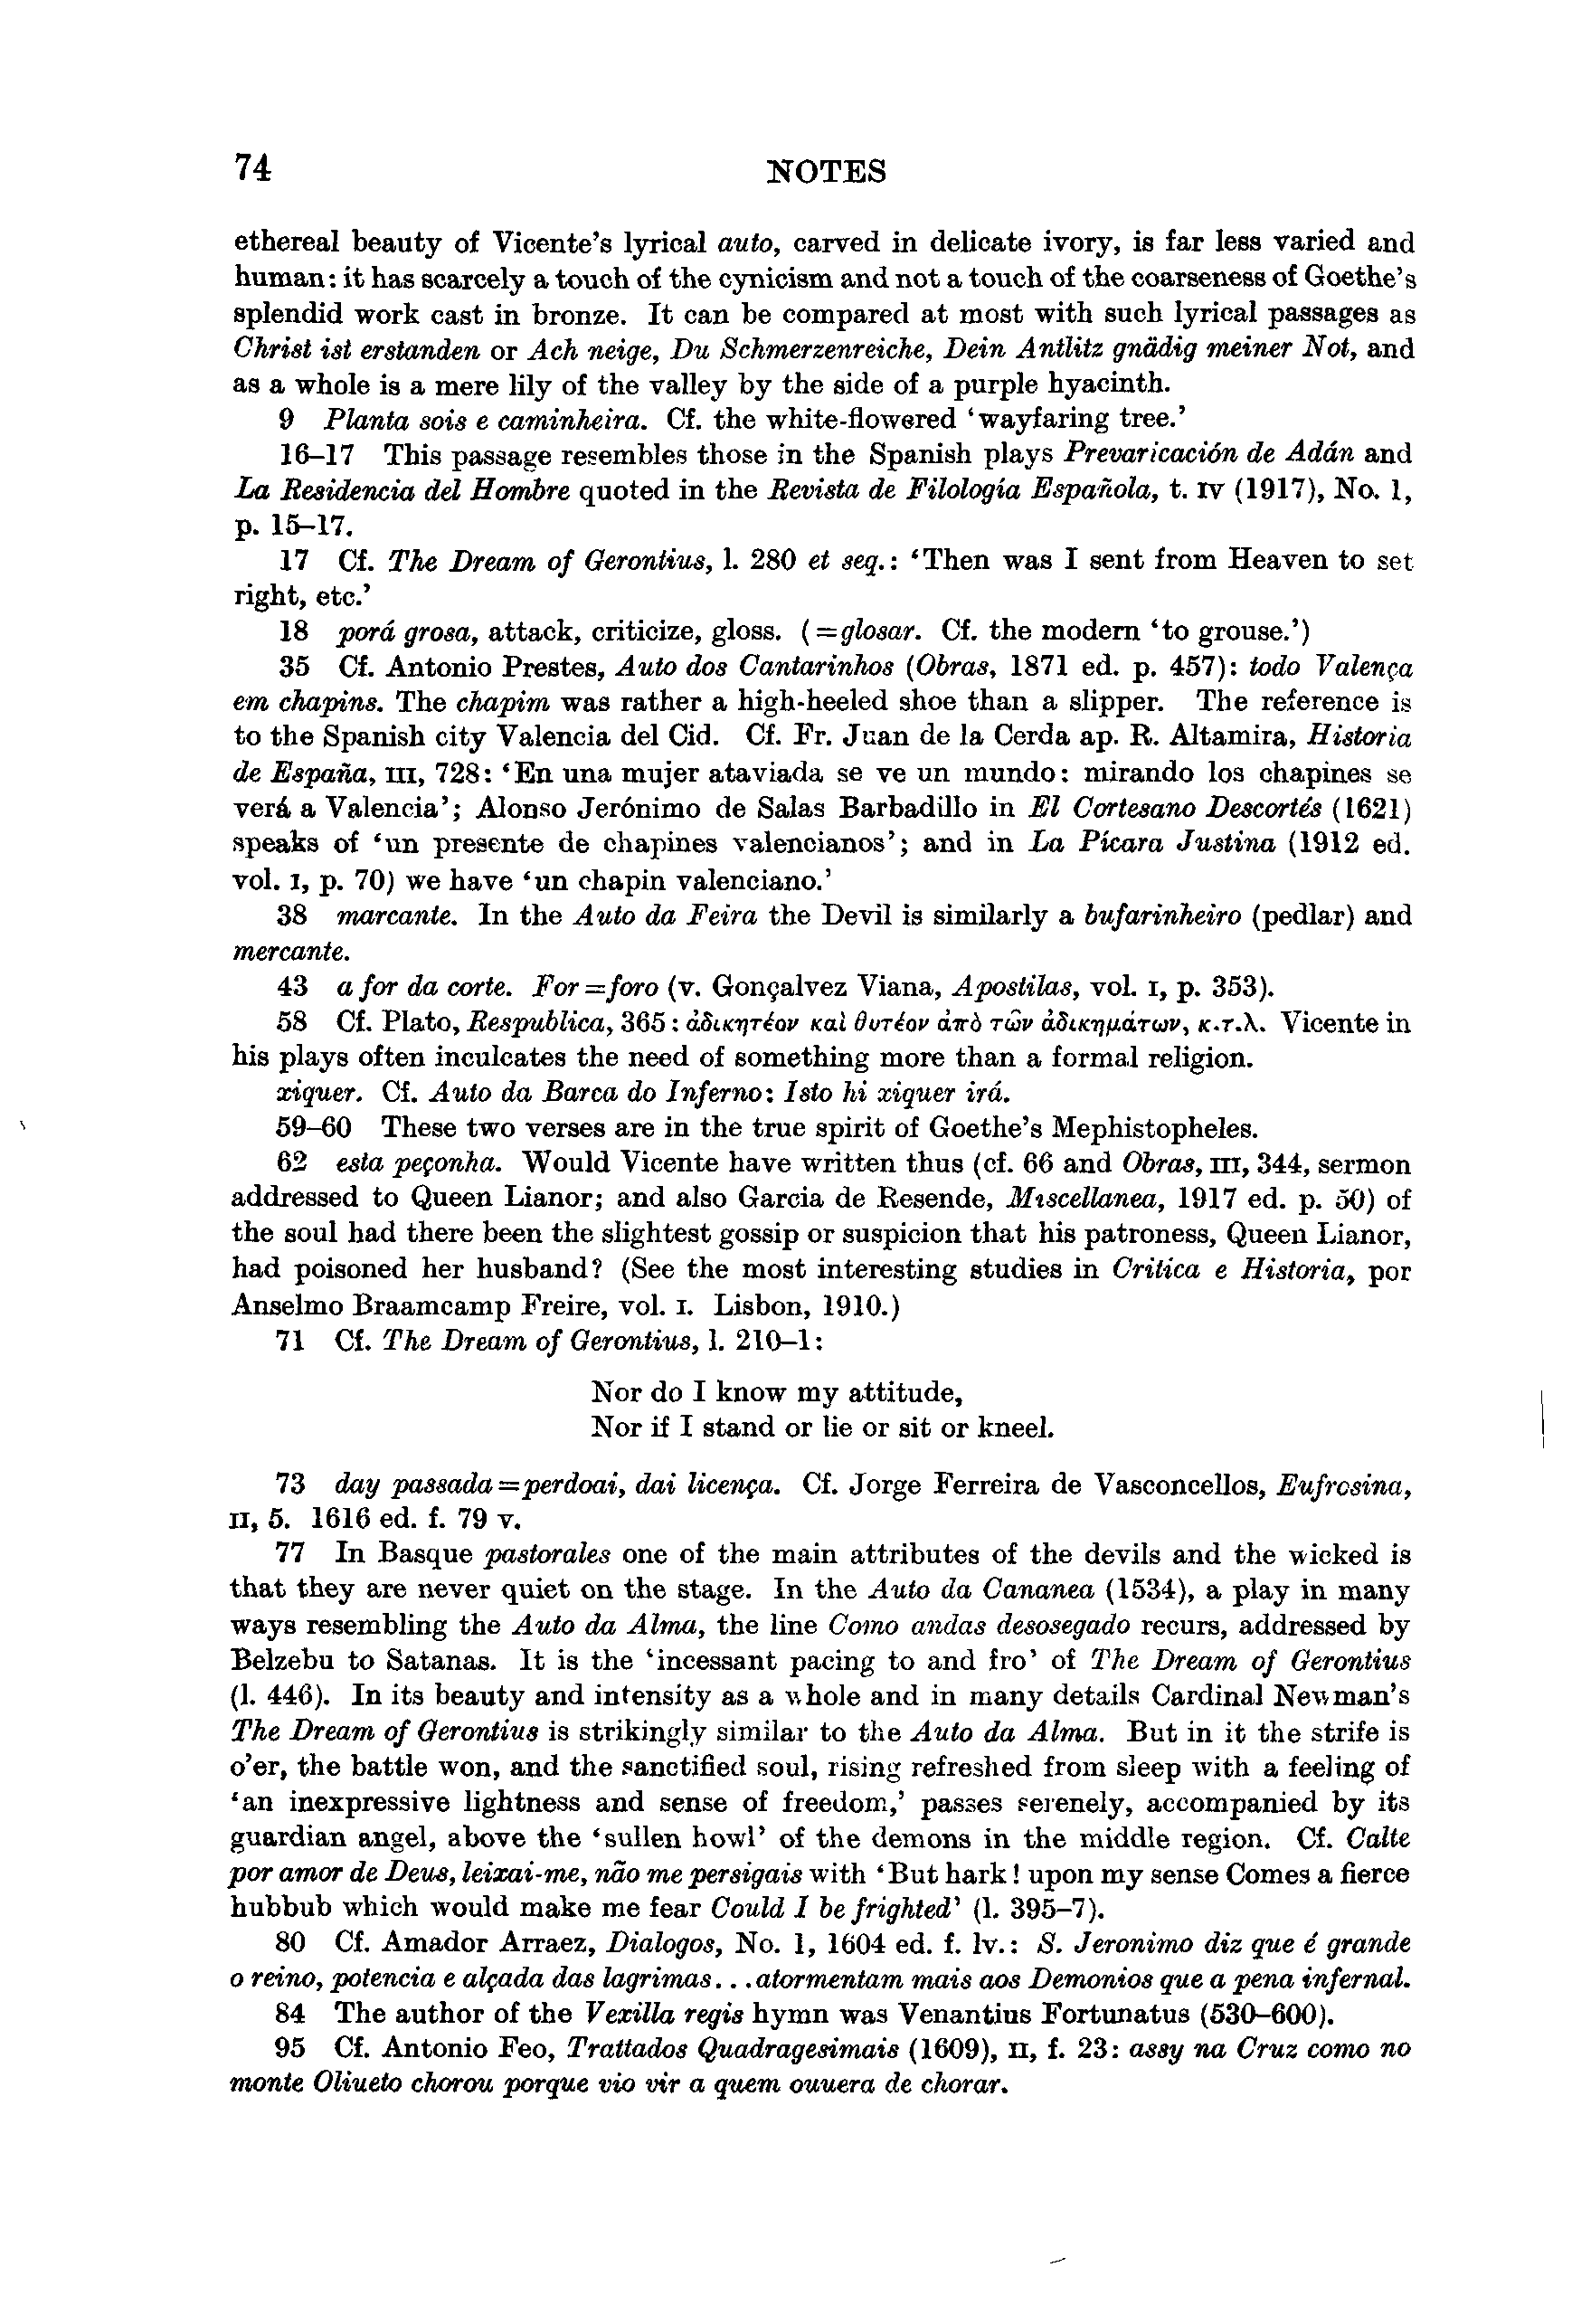 74 NOTES
ethereal beauty of Vicente's lyrical auto, carved in delicate ivory, is far less varied and
human: it has scarcely a touch of the cynicism and not a touch of the coarseness of Goethe's
splendid work cast in bronze. It can be compared at most with such lyrical passages as
Christ ist erstanden or Ach neige, Du Schmerzenreiche, Dein Antlitz gnädig meiner Not, and
as a whole is a mere lily of the valley by the side of a purple hyacinth.
9 Planta sois e caminheira. Cf. the white-flowered 'wayfaring tree.'
16–17 This passage resembles those in the Spanish plays Prevaricación de Adán and
La Residencia del Hombre quoted in the Revista de Filología Española, t. IV (1917), No. 1,
p. 15–17.
17 Cf. The Dream of Gerontius, l. 280 et seq.: 'Then was I sent from Heaven to set
right, etc.'
18 porá grosa, attack, criticize, gloss. (=glosar. Cf. the modern 'to grouse.')
35 Cf. Antonio Prestes, Auto dos Cantarinhos (Obras, 1871 ed. p. 457): todo Valença
em chapins. The chapim was rather a high-heeled shoe than a slipper. The reference is
to the Spanish city Valencia del Cid. Cf. Fr. Juan de la Cerda ap. R. Altamira, Historia
de España, III, 728: 'En una mujer ataviada se ve un mundo: mirando los chapines se
verá a Valencia'; Alonso Jerónimo de Salas Barbadillo in El Cortesano Descortés (1621)
speaks of 'un presente de chapines valencianos'; and in La Pícara Justina (1912 ed.
vol. I, p. 70) we have 'un chapin valenciano.'
38 marcante. In the Auto da Feira the Devil is similarly a bufarinheiro (pedlar) and
mercante.
43 a for da corte. For=foro (v. Gonçalvez Viana, Apostilas, vol. I, p. 353).
58 Cf. Plato, Respublica, 365: ἀδικητέον καὶ θυτέον ἀπὸ τῶν ἀδικημάτων, κ.τ.λ. Vicente in
his plays often inculcates the need of something more than a formal religion.
xiquer. Cf. Auto da Barca do Inferno: Isto hi xiquer irá.
59–60 These two verses are in the true spirit of Goethe's Mephistopheles.
62 esta peçonha. Would Vicente have written thus (cf. 66 and Obras, III, 344, sermon
addressed to Queen Lianor; and also Garcia de Resende, Miscellanea, 1917 ed. p. 50) of
the soul had there been the slightest gossip or suspicion that his patroness, Queen Lianor,
had poisoned her husband? (See the most interesting studies in Critica e Historia, por
Anselmo Braamcamp Freire, vol. I. Lisbon, 1910.)
71 Cf. The Dream of Gerontius, l. 210–1:
Nor do I know my attitude,
Nor if I stand or lie or sit or kneel.
73 day passada=perdoai, dai licença. Cf. Jorge Ferreira de Vasconcellos, Eufrosina,
II, 5. 1616 ed. f. 79 v.
77 In Basque pastorales one of the main attributes of the devils and the wicked is
that they are never quiet on the stage. In the Auto da Cananea (1534), a play in many
ways resembling the Auto da Alma, the line Como andas desosegado recurs, addressed by
Belzebu to Satanas. It is the 'incessant pacing to and fro' of The Dream of Gerontius
(l. 446). In its beauty and intensity as a whole and in many details Cardinal Newman's
The Dream of Gerontius is strikingly similar to the Auto da Alma. But in it the strife is
o'er, the battle won, and the sanctified soul, rising refreshed from sleep with a feeling of
'an inexpressive lightness and sense of freedom,' passes serenely, accompanied by its
guardian angel, above the 'sullen howl' of the demons in the middle region. Cf. Calte
por amor de Deus, leixai-me, não me persigais with 'But hark! upon my sense Comes a fierce
hubbub which would make me fear Could I be frighted' (l. 395–7).
80 Cf. Amador Arraez, Dialogos, No. 1, 1604 ed. f. lv.: S. Jeronimo diz que é grande
o reino, potencia e alçada das lagrimas...atormentam mais aos Demonios que a pena infernal.
84 The author of the Vexilla regis hymn was Venantius Fortunatus (530–600).
95 Cf. Antonio Feo, Trattados Quadragesimais (1609), II, f. 23: assy na Cruz como no
monte Oliueto chorou porque vio vir a quem ouuera de chorar.